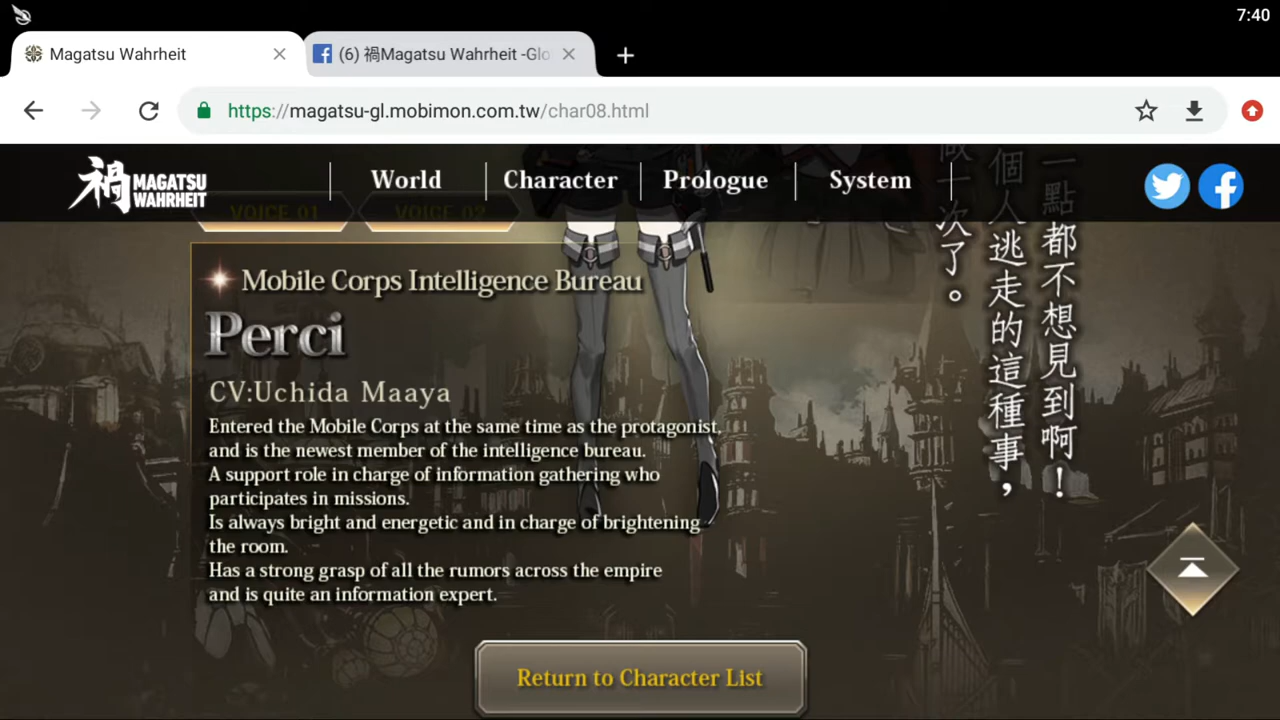 7:40
Magatsu Wahrheit
(6) 禍Magatsu Wahrheit -Glo
https://magatsu-gl.mobimon.com.tw/char08.html
禍 MAGATSU
WAHRHEIT
World
Character
Prologue
System
VOICE 01
VOICE 02
Mobile Corps Intelligence Bureau
Perci
CV:Uchida Maaya
Entered the Mobile Corps at the same time as the protagonist,
and is the newest member of the intelligence bureau.
A support role in charge of information gathering who
participates in missions.
Is always bright and energetic and in charge of brightening
the room.
Has a strong grasp of all the rumors across the empire
and is quite an information expert.
一點都不想見到啊！
個人逃走的這種事，
做一次了。
Return to Character List